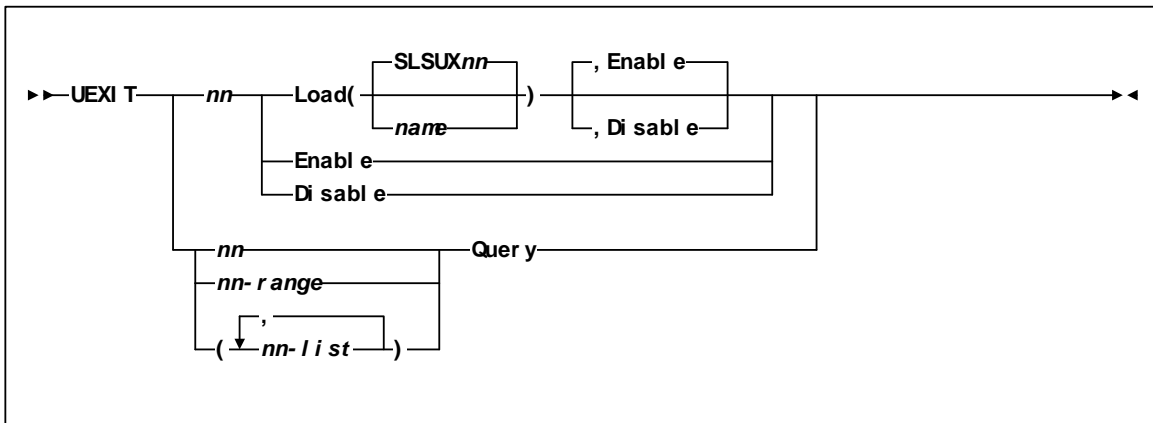 SLSUXnn , Enable
UEXIT nn Load( )
name , Disable
Enable
Disable
nn Query
nn-range
,
( nn-list )